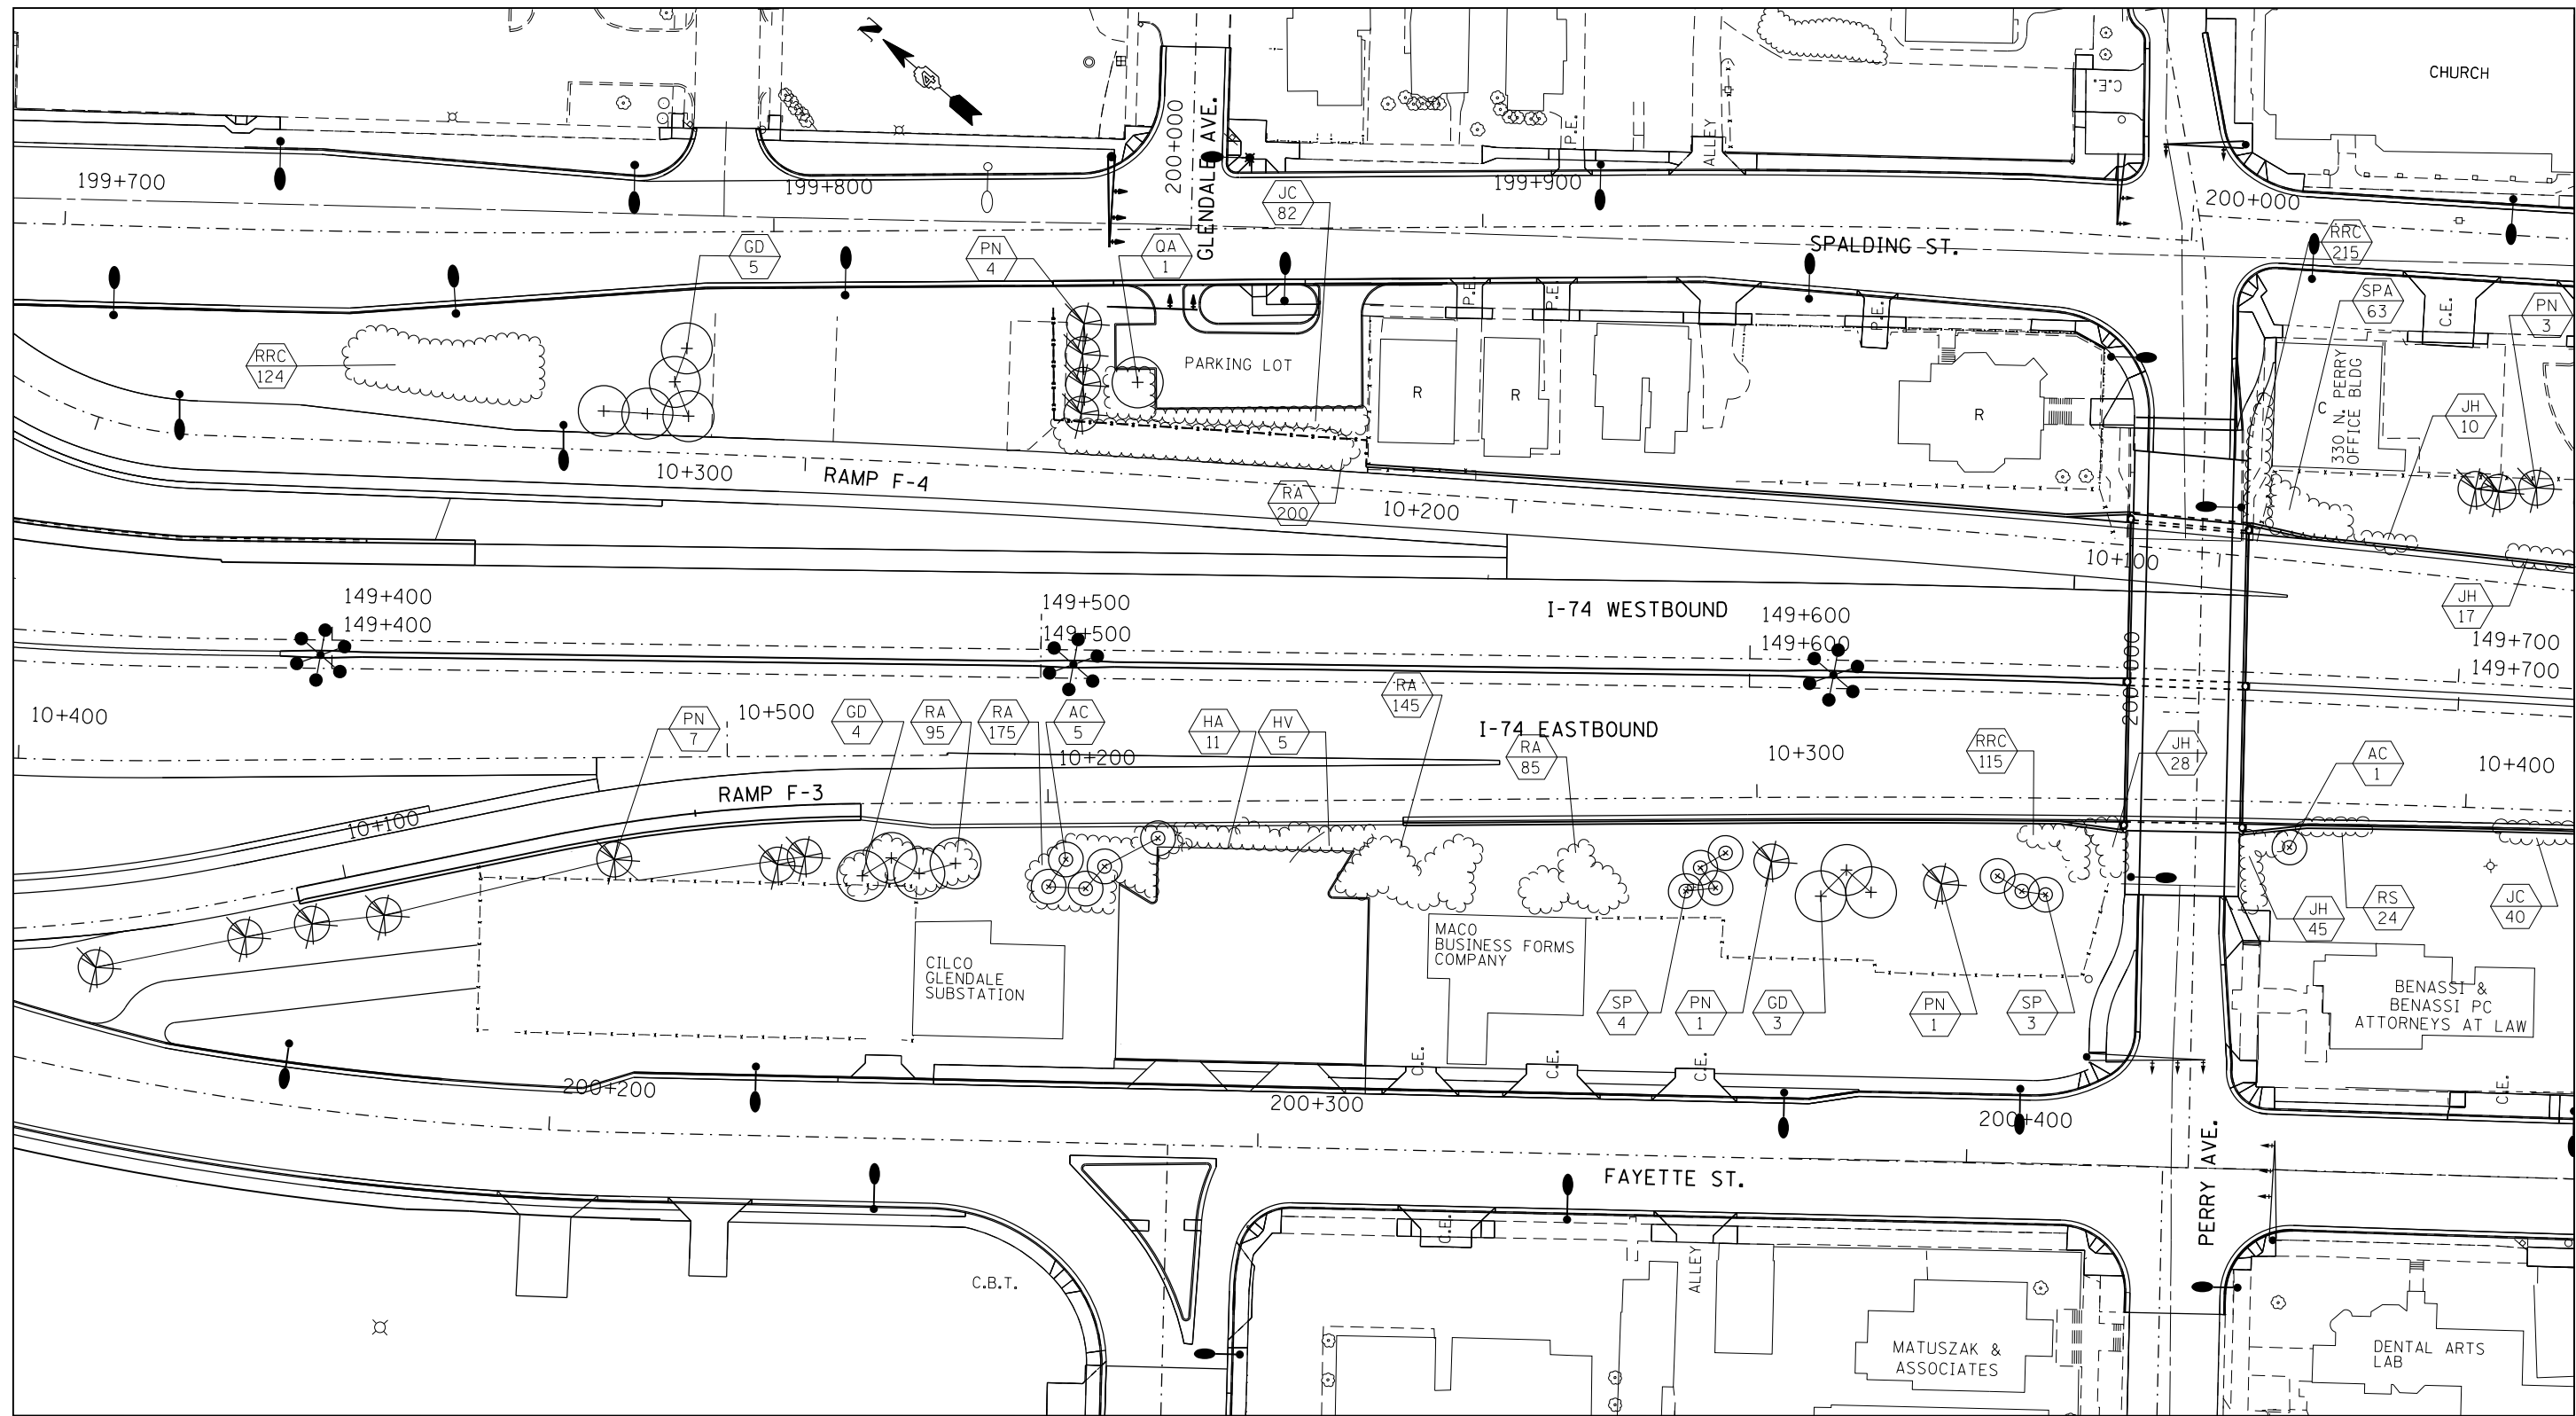 CHURCH
C.E.
N
4
GLENDALE AVE.
200+000
P.E.
ALLEY
199+700
199+800
199+900
200+000
JC
82
SPALDING ST.
GD
5
PN
4
QA
1
RRC
215
SPA
63
C.E.
PN
3
P.E.
P.E.
P.E.
RRC
124
PARKING LOT
R
R
R
C
330 N. PERRY
OFFICE BLDG
JH
10
10+300
RAMP F-4
RA
200
10+200
10+100
JH
17
149+400
149+400
149+500
149+500
I-74 WESTBOUND
149+600
149+600
149+700
149+700
200+000
10+400
PN
7
10+500
GD
4
RA
95
RA
175
AC
5
HA
11
HV
5
RA
145
I-74 EASTBOUND
RA
85
10+200
10+300
RRC
115
JH
28
AC
1
10+400
RAMP F-3
10+100
CILCO
GLENDALE
SUBSTATION
MACO
BUSINESS FORMS
COMPANY
SP
4
PN
1
GD
3
PN
1
SP
3
JH
45
RS
24
JC
40
BENASSI &
BENASSI PC
ATTORNEYS AT LAW
C.E.
C.E.
C.E.
C.E.
200+200
200+300
200+400
FAYETTE ST.
PERRY AVE.
C.E.
ALLEY
C.B.T.
MATUSZAK &
ASSOCIATES
DENTAL ARTS
LAB